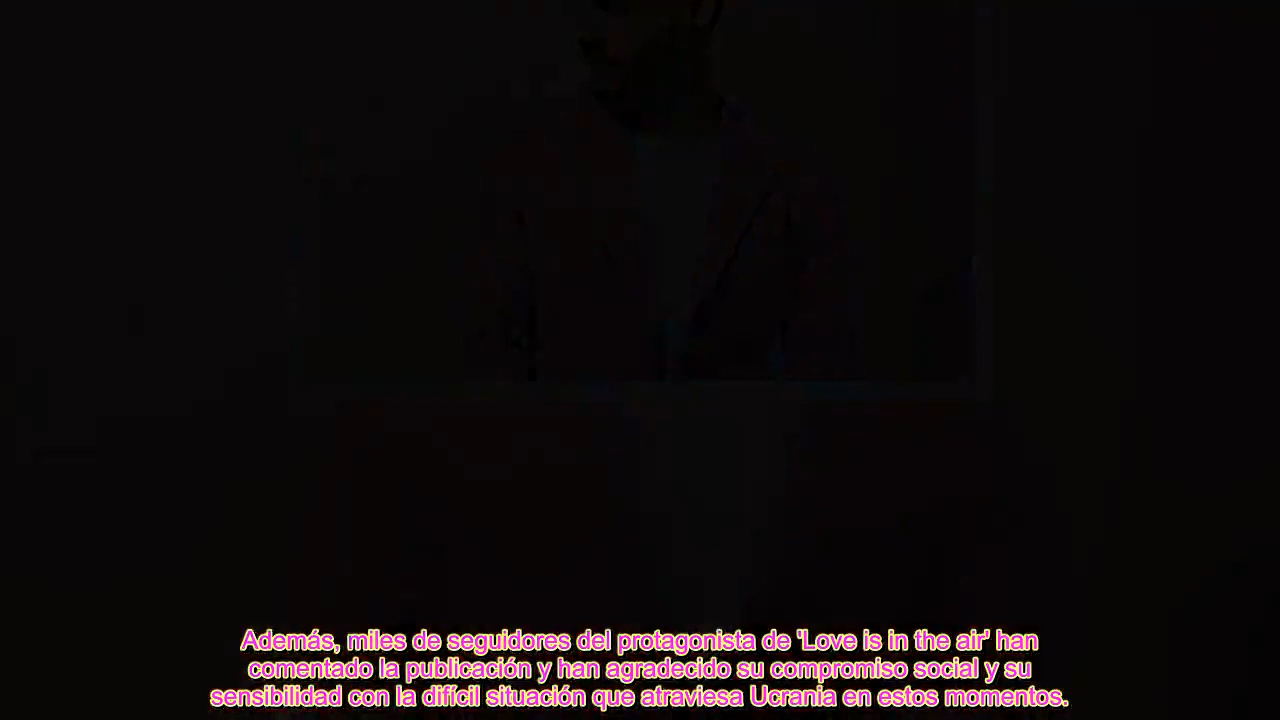 Además, miles de seguidores del protagonista de 'Love is in the air' han
comentado la publicación y han agradecido su compromiso social y su
sensibilidad con la difícil situación que atraviesa Ucrania en estos momentos.